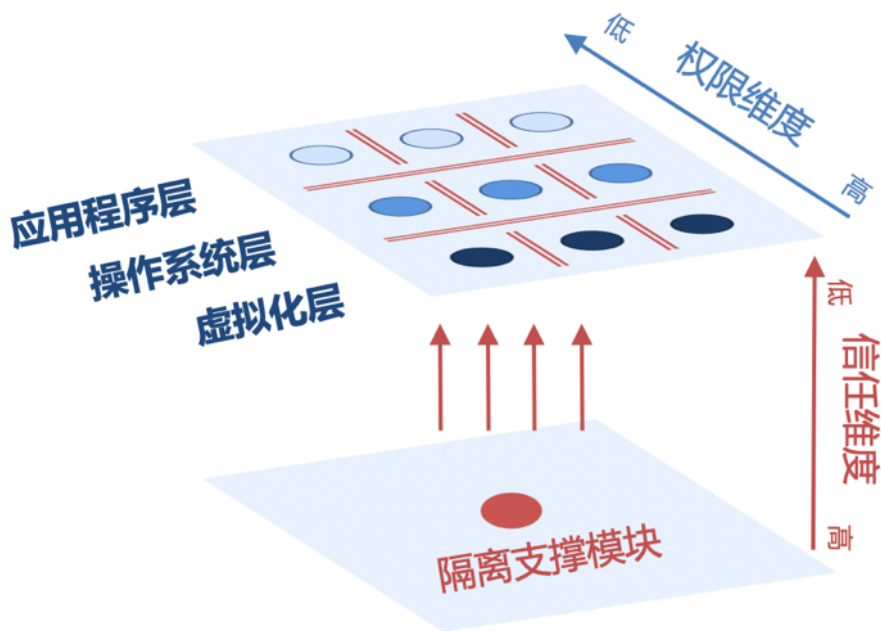 低
权限维度
高
应用程序层
操作系统层
虚拟化层
低
信任维度
高
隔离支撑模块